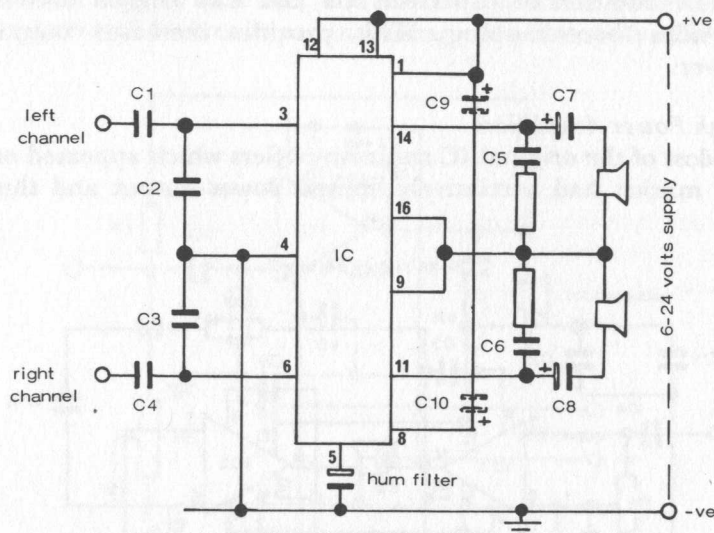 +ve
12
13
1
C1
C9
+
+
C7
left
channel
3
14
C5
C2
16
4
IC
9
6-24 volts supply
C3
C6
right
channel
6
11
+
C4
C10
+
C8
8
5
hum filter
-ve